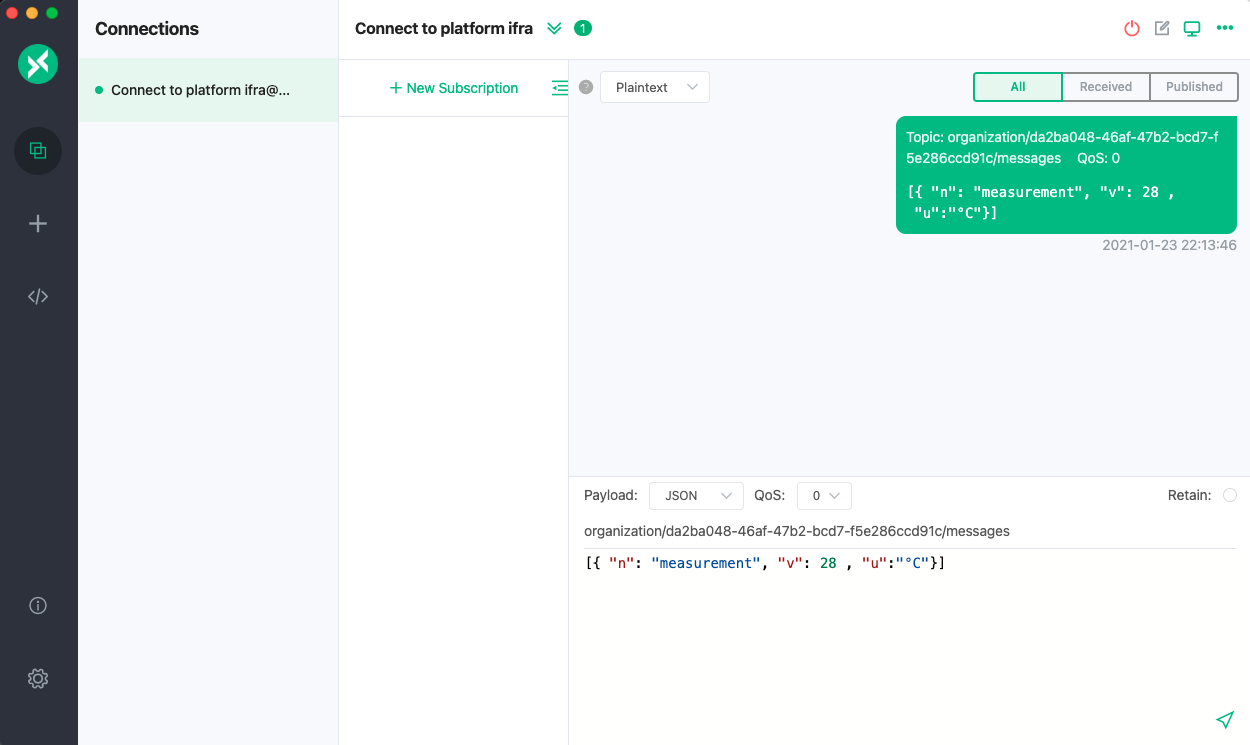 Connections
Connect to platform ifra@...
Connect to platform ifra
1
+ New Subscription
?
Plaintext
All
Received
Published
Topic: organization/da2ba048-46af-47b2-bcd7-f
5e286ccd91c/messages QoS: 0
[{ "n": "measurement", "v": 28 ,
"u":"°C"}]
2021-01-23 22:13:46
Payload:
JSON
QoS:
0
Retain:
organization/da2ba048-46af-47b2-bcd7-f5e286ccd91c/messages
[{ "n": "measurement", "v": 28 , "u":"°C"}]